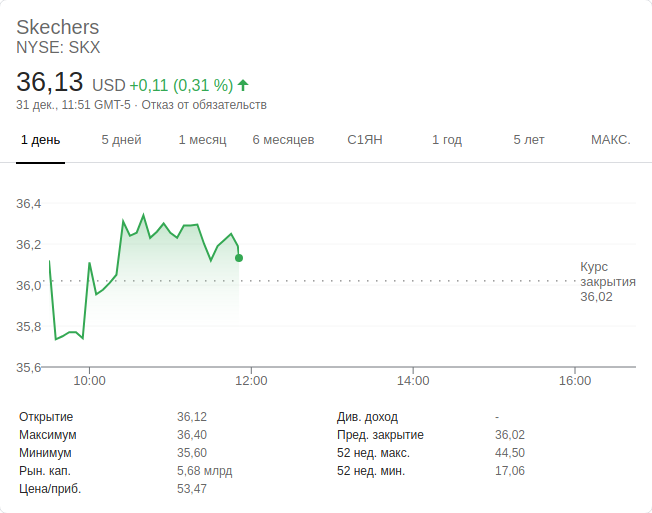 Skechers
NYSE: SKX
36,13 USD +0,11 (0,31 %)
31 дек., 11:51 GMT-5 · Отказ от обязательств
1 день 5 дней 1 месяц 6 месяцев С1ЯН 1 год 5 лет МАКС.
36,4
36,2
36,0
35,8
35,6
Курс
закрытия
36,02
10:00 12:00 14:00 16:00
Открытие 36,12 Див. доход -
Максимум 36,40 Пред. закрытие 36,02
Минимум 35,60 52 нед. макс. 44,50
Рын. кап. 5,68 млрд 52 нед. мин. 17,06
Цена/приб. 53,47